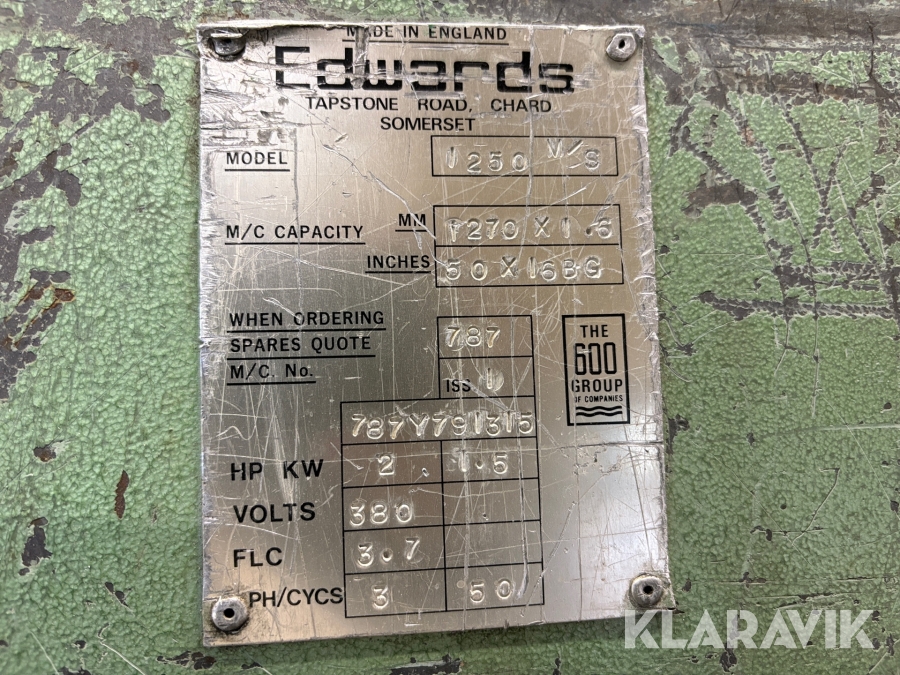 MADE IN ENGLAND
Edwards
TAPSTONE ROAD, CHARD
SOMERSET
MODEL 1250 V/S
M/C CAPACITY MM 1270 X 1.6
INCHES 50 X 16BG
WHEN ORDERING
SPARES QUOTE 787
M/C. No. ISS. 1
THE
600
GROUP
OF COMPANIES
787Y791315
HP KW 2 . 1.5
VOLTS 380 .
FLC 3.7
PH/CYCS 3 50
KLARAVIK